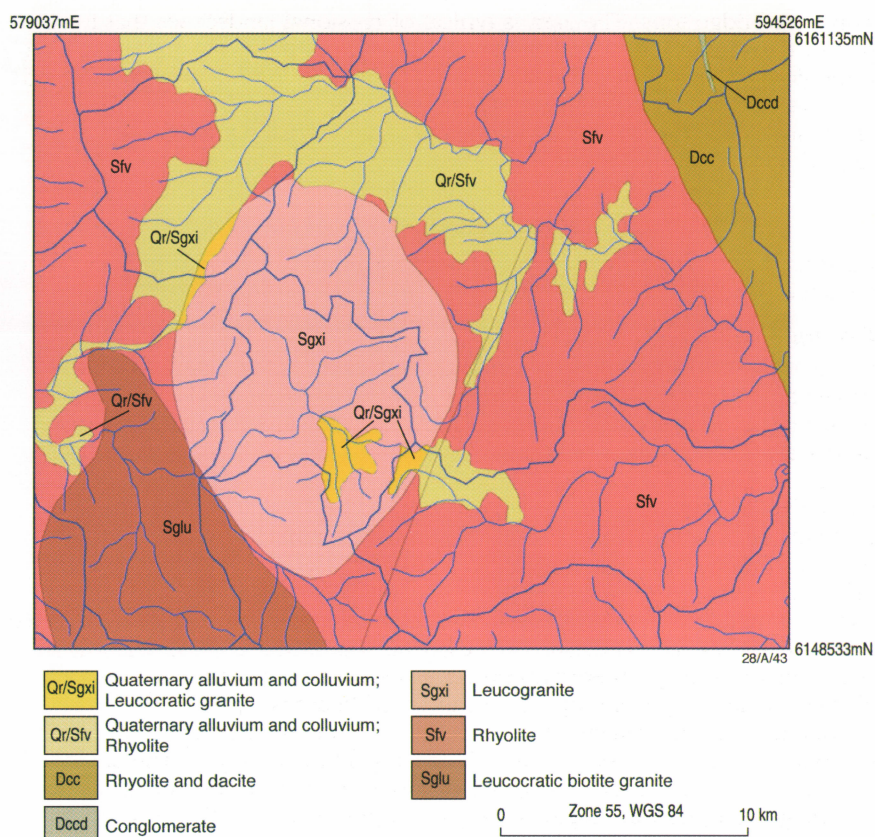 579037mE
594526mE
6161135mN
Dccd
Sfv
Sfv
Dcc
Qr/Sfv
Qr/Sgxi
Sgxi
Qr/Sfv
Qr/Sgxi
Sfv
Sglu
6148533mN
28/A/43
Qr/Sgxi Quaternary alluvium and colluvium;
Leucocratic granite
Qr/Sfv Quaternary alluvium and colluvium;
Rhyolite
Dcc Rhyolite and dacite
Dccd Conglomerate
Sgxi Leucogranite
Sfv Rhyolite
Sglu Leucocratic biotite granite
0 Zone 55, WGS 84 10 km